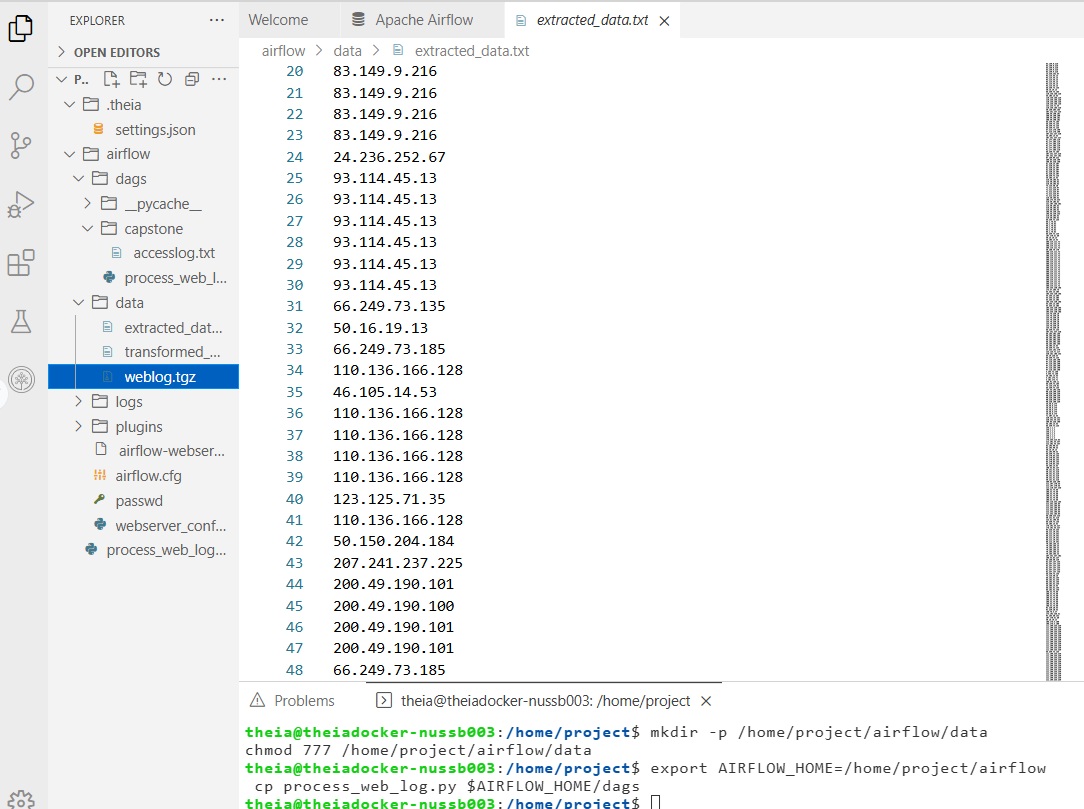 EXPLORER
OPEN EDITORS
P..
.theia
settings.json
airflow
dags
__pycache__
capstone
accesslog.txt
process_web_l...
data
extracted_dat...
transformed_...
weblog.tgz
logs
plugins
airflow-webser...
airflow.cfg
passwd
webserver_conf...
process_web_log...
Welcome
Apache Airflow
extracted_data.txt
airflow > data > extracted_data.txt
20 83.149.9.216
21 83.149.9.216
22 83.149.9.216
23 83.149.9.216
24 24.236.252.67
25 93.114.45.13
26 93.114.45.13
27 93.114.45.13
28 93.114.45.13
29 93.114.45.13
30 93.114.45.13
31 66.249.73.135
32 50.16.19.13
33 66.249.73.185
34 110.136.166.128
35 46.105.14.53
36 110.136.166.128
37 110.136.166.128
38 110.136.166.128
39 110.136.166.128
40 123.125.71.35
41 110.136.166.128
42 50.150.204.184
43 207.241.237.225
44 200.49.190.101
45 200.49.190.100
46 200.49.190.101
47 200.49.190.101
48 66.249.73.185
Problems
theia@theiadocker-nussb003: /home/project
theia@theiadocker-nussb003:/home/project$ mkdir -p /home/project/airflow/data
chmod 777 /home/project/airflow/data
theia@theiadocker-nussb003:/home/project$ export AIRFLOW_HOME=/home/project/airflow
cp process_web_log.py $AIRFLOW_HOME/dags
theia@theiadocker-nussb003:/home/project$